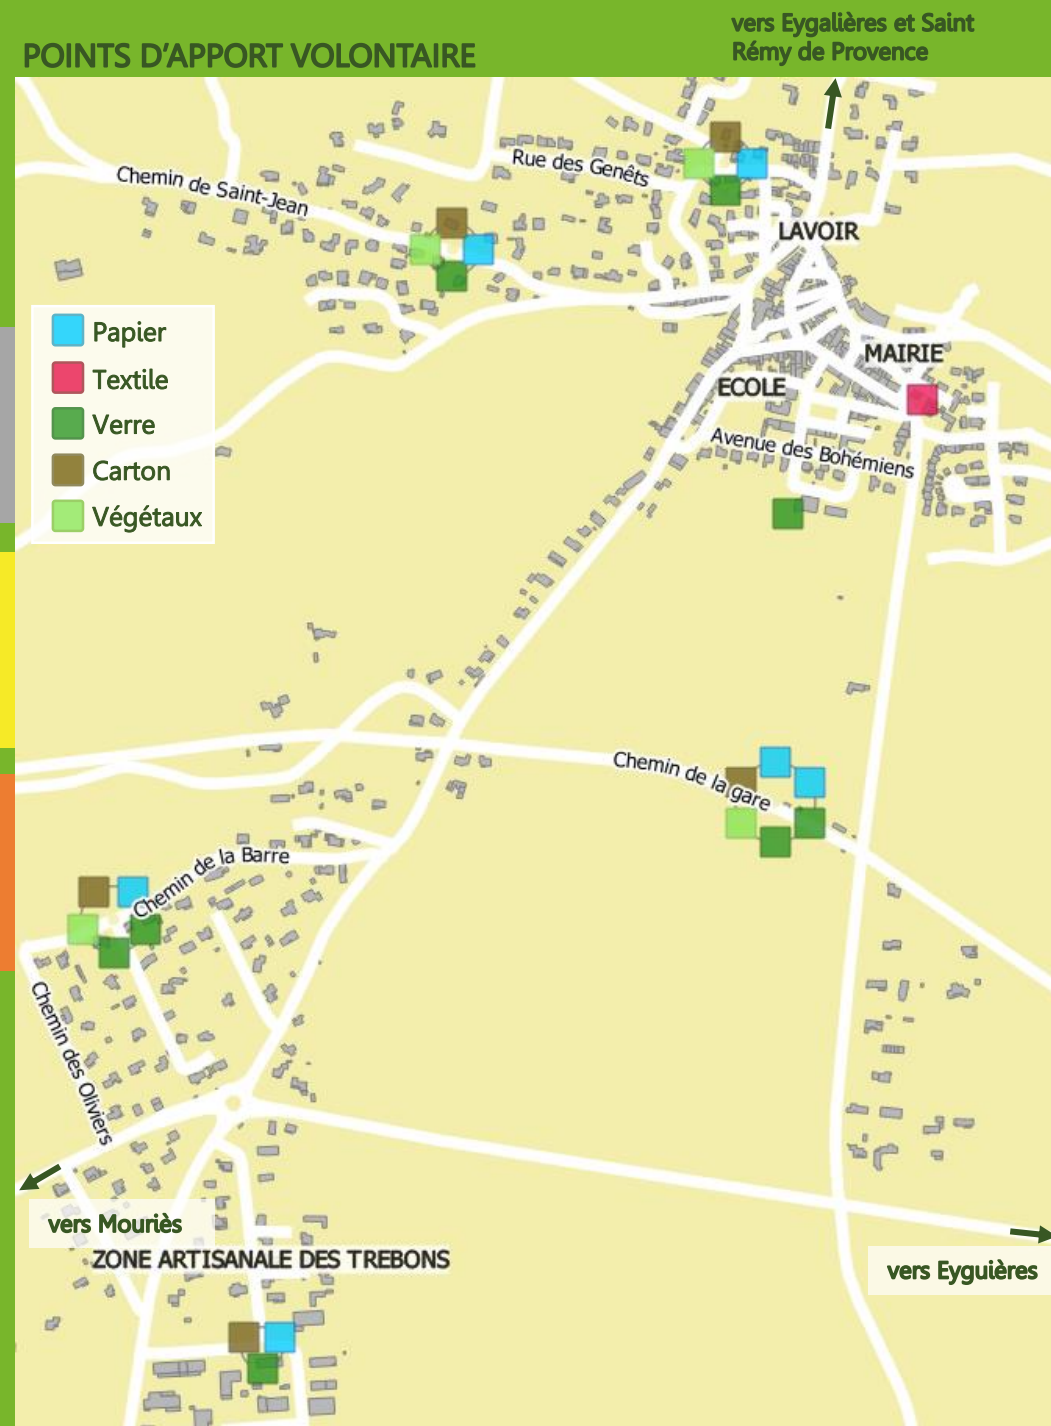 POINTS D'APPORT VOLONTAIRE
vers Eygalières et Saint
Rémy de Provence
Rue des Genêts
Chemin de Saint-Jean
LAVOIR
Papier
Textile
Verre
Carton
Végétaux
MAIRIE
ECOLE
Avenue des Bohémiens
Chemin de la gare
Chemin de la Barre
Chemin des Oliviers
vers Mouriès
ZONE ARTISANALE DES TREBONS
vers Eyguières